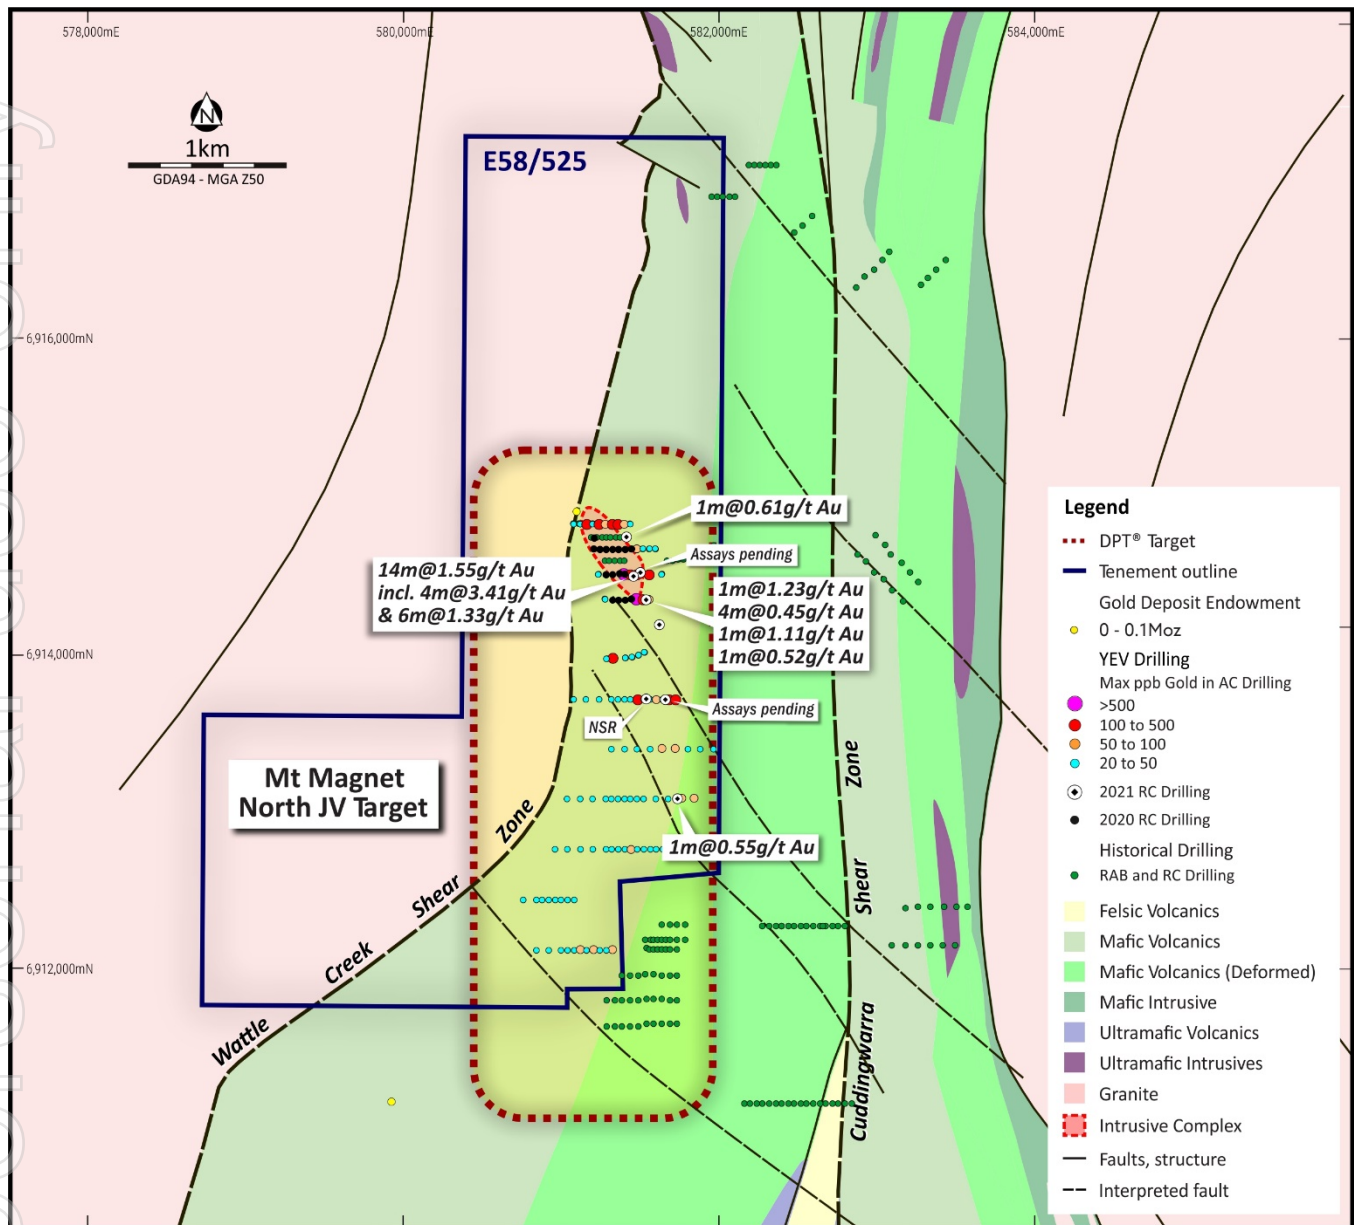 578,000mE
580,000mE
582,000mE
584,000mE
N
1km
GDA94 - MGA Z50
E58/525
6,916,000mN
1m@0.61g/t Au
Assays pending
14m@1.55g/t Au
incl. 4m@3.41g/t Au
& 6m@1.33g/t Au
1m@1.23g/t Au
4m@0.45g/t Au
1m@1.11g/t Au
1m@0.52g/t Au
6,914,000mN
Assays pending
NSR
Mt Magnet
North JV Target
1m@0.55g/t Au
Wattle Creek Shear Zone
Cuddingwarra Shear Zone
6,912,000mN
Legend
DPT® Target
Tenement outline
Gold Deposit Endowment
0 - 0.1Moz
YEV Drilling
Max ppb Gold in AC Drilling
>500
100 to 500
50 to 100
20 to 50
2021 RC Drilling
2020 RC Drilling
Historical Drilling
RAB and RC Drilling
Felsic Volcanics
Mafic Volcanics
Mafic Volcanics (Deformed)
Mafic Intrusive
Ultramafic Volcanics
Ultramafic Intrusives
Granite
Intrusive Complex
Faults, structure
Interpreted fault